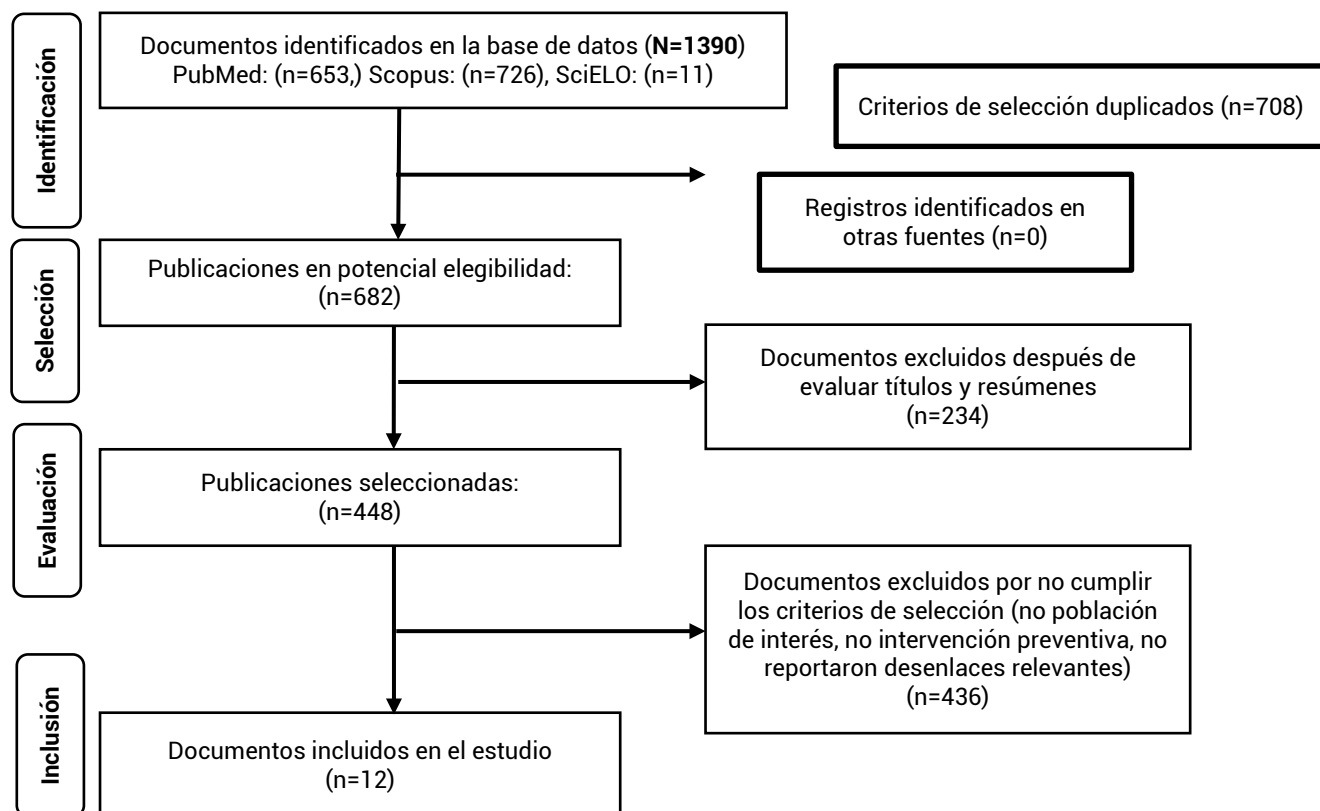 Identificación
Documentos identificados en la base de datos (N=1390)
PubMed: (n=653,) Scopus: (n=726), SciELO: (n=11)
Criterios de selección duplicados (n=708)
Registros identificados en
otras fuentes (n=0)
Selección
Publicaciones en potencial elegibilidad:
(n=682)
Documentos excluidos después de
evaluar títulos y resúmenes
(n=234)
Evaluación
Publicaciones seleccionadas:
(n=448)
Documentos excluidos por no cumplir
los criterios de selección (no población
de interés, no intervención preventiva, no
reportaron desenlaces relevantes)
(n=436)
Inclusión
Documentos incluidos en el estudio
(n=12)